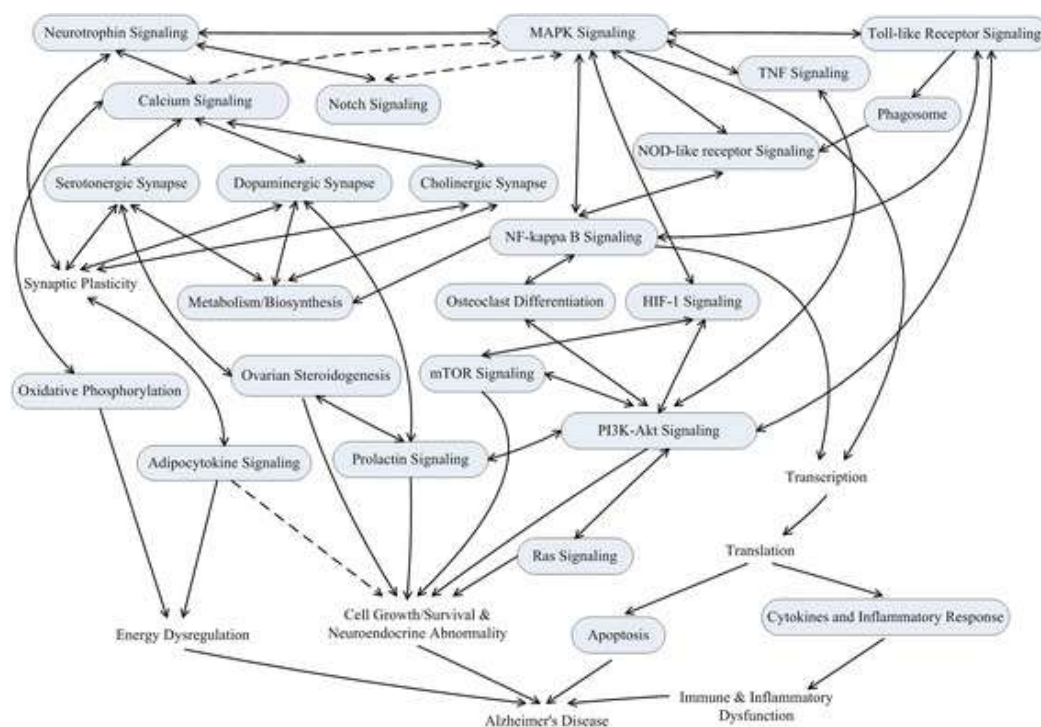 Neurotrophin Signaling
MAPK Signaling
Toll-like Receptor Signaling
TNF Signaling
Calcium Signaling
Notch Signaling
Phagosome
NOD-like receptor Signaling
Serotonergic Synapse
Dopaminergic Synapse
Cholinergic Synapse
NF-kappa B Signaling
Synaptic Plasticity
Metabolism/Biosynthesis
Osteoclast Differentiation
HIF-1 Signaling
Oxidative Phosphorylation
Ovarian Steroidogenesis
mTOR Signaling
PI3K-Akt Signaling
Adipocytokine Signaling
Prolactin Signaling
Transcription
Ras Signaling
Translation
Energy Dysregulation
Cell Growth/Survival &
Neuroendocrine Abnormality
Apoptosis
Cytokines and Inflammatory Response
Immune & Inflammatory
Dysfunction
Alzheimer's Disease